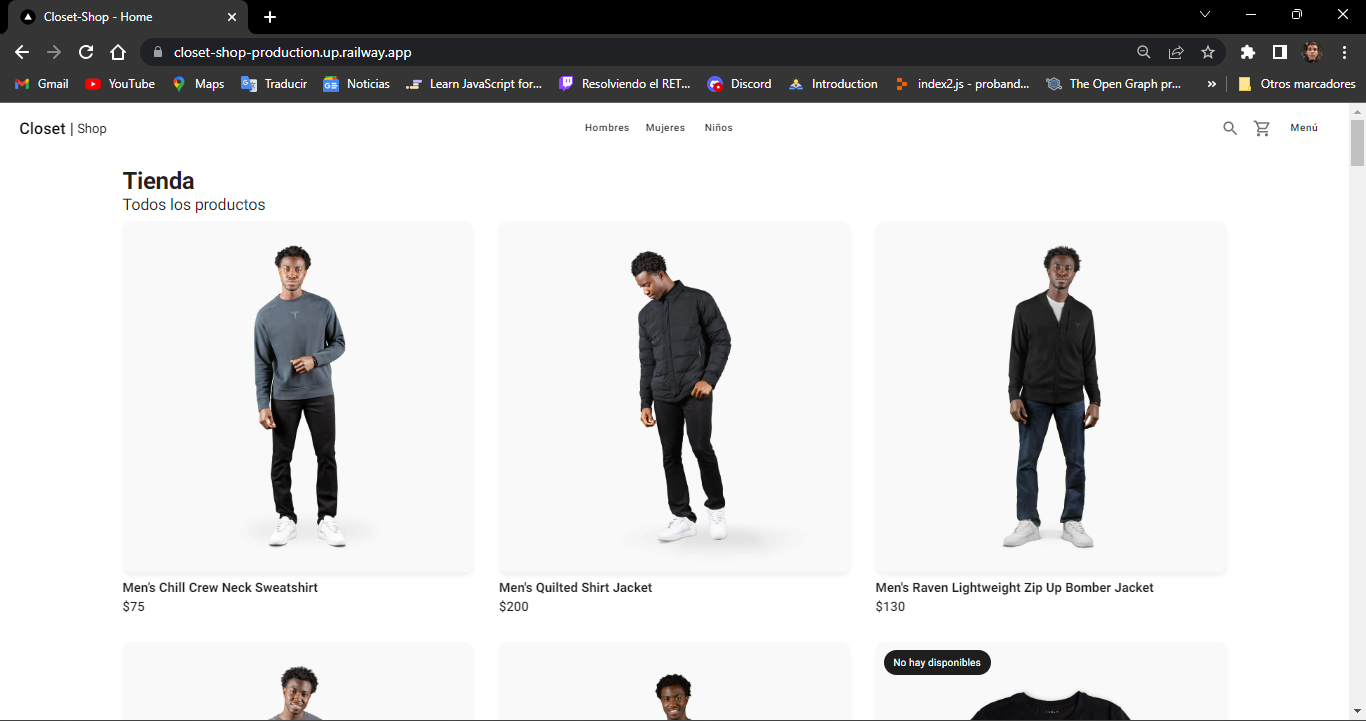 Closet-Shop - Home
closet-shop-production.up.railway.app
Gmail YouTube Maps Traducir Noticias Learn JavaScript for... Resolviendo el RET... Discord Introduction index2.js - proband... The Open Graph pr... » Otros marcadores
Closet | Shop Hombres Mujeres Niños Menú
Tienda
Todos los productos
Men's Chill Crew Neck Sweatshirt Men's Quilted Shirt Jacket Men's Raven Lightweight Zip Up Bomber Jacket
$75 $200 $130
No hay disponibles